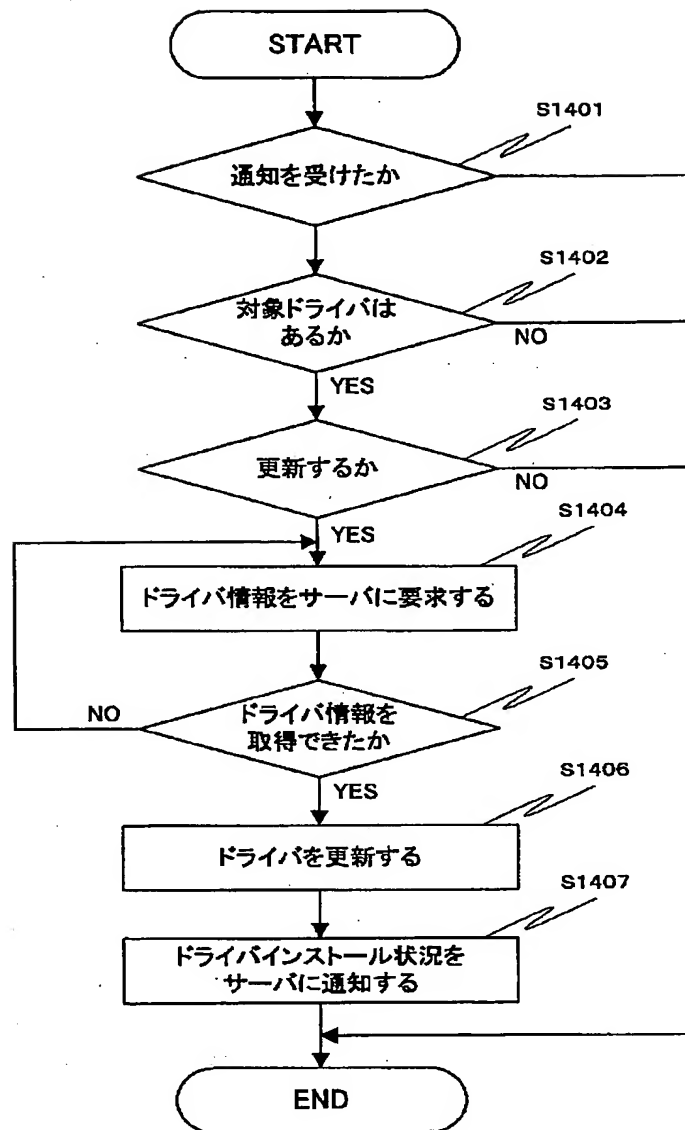 START
S1401
通知を受けたか
S1402
対象ドライバは
あるか
NO
YES
S1403
更新するか
NO
YES
S1404
ドライバ情報をサーバに要求する
S1405
NO
ドライバ情報を
取得できたか
YES
S1406
ドライバを更新する
S1407
ドライバインストール状況を
サーバに通知する
END